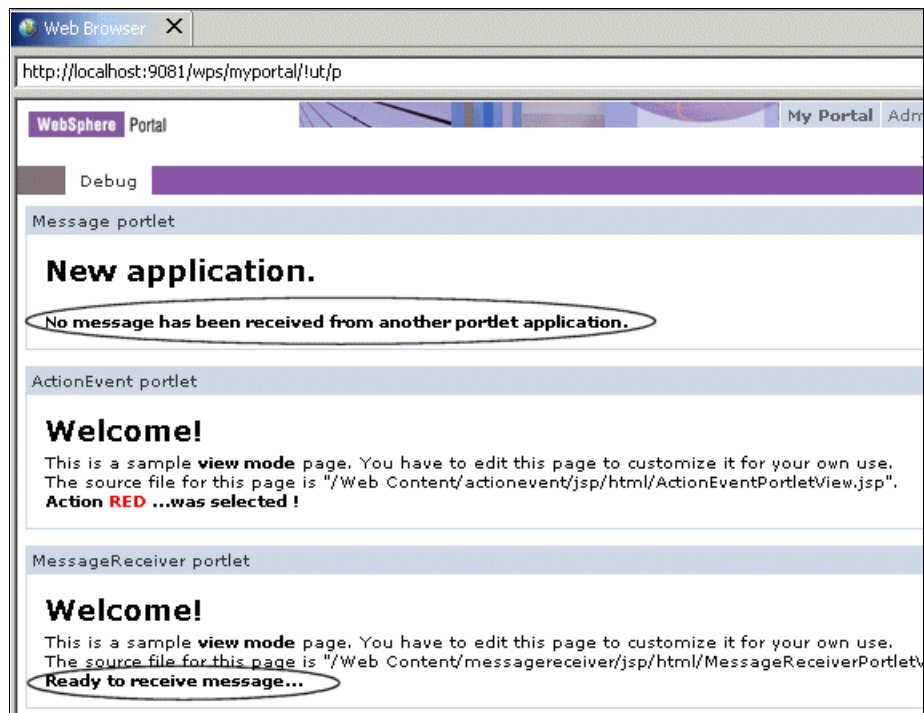 Web Browser X
http://localhost:9081/wps/myportal/!ut/p
WebSphere Portal
My Portal Adm
Debug
Message portlet
New application.
No message has been received from another portlet application.
ActionEvent portlet
Welcome!
This is a sample view mode page. You have to edit this page to customize it for your own use.
The source file for this page is "/Web Content/actionevent/jsp/html/ActionEventPortletView.jsp".
Action RED ...was selected !
MessageReceiver portlet
Welcome!
This is a sample view mode page. You have to edit this page to customize it for your own use.
The source file for this page is "/Web Content/messagereceiver/jsp/html/MessageReceiverPortletV
Ready to receive message...